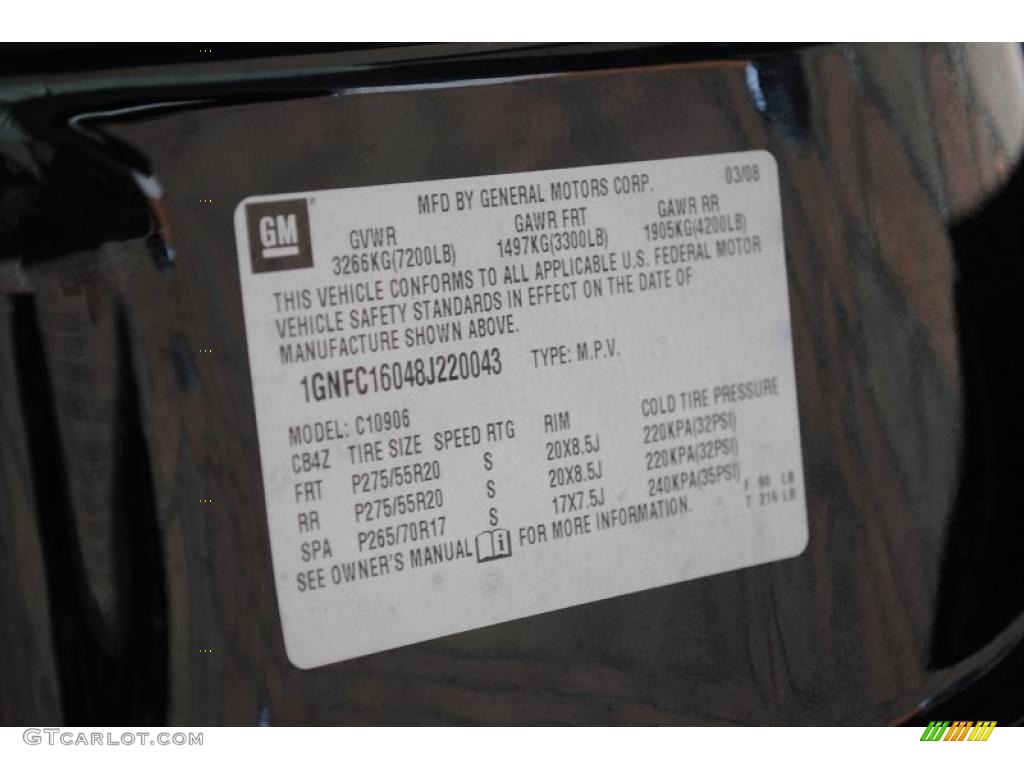 MFD BY GENERAL MOTORS CORP. 03/08
GM
GVWR GAWR FRT GAWR RR
3266KG(7200LB) 1497KG(3300LB) 1905KG(4200LB)
THIS VEHICLE CONFORMS TO ALL APPLICABLE U.S. FEDERAL MOTOR
VEHICLE SAFETY STANDARDS IN EFFECT ON THE DATE OF
MANUFACTURE SHOWN ABOVE.
1GNFC16048J220043 TYPE: M.P.V.
MODEL: C10906
CB4Z TIRE SIZE SPEED RTG RIM COLD TIRE PRESSURE
FRT P275/55R20 S 20X8.5J 220KPA(32PSI)
RR P275/55R20 S 20X8.5J 220KPA(32PSI)
SPA P265/70R17 S 17X7.5J 240KPA(35PSI)
SEE OWNER'S MANUAL i FOR MORE INFORMATION.
F 90 LB
T 216 LB
GTCARLOT.COM